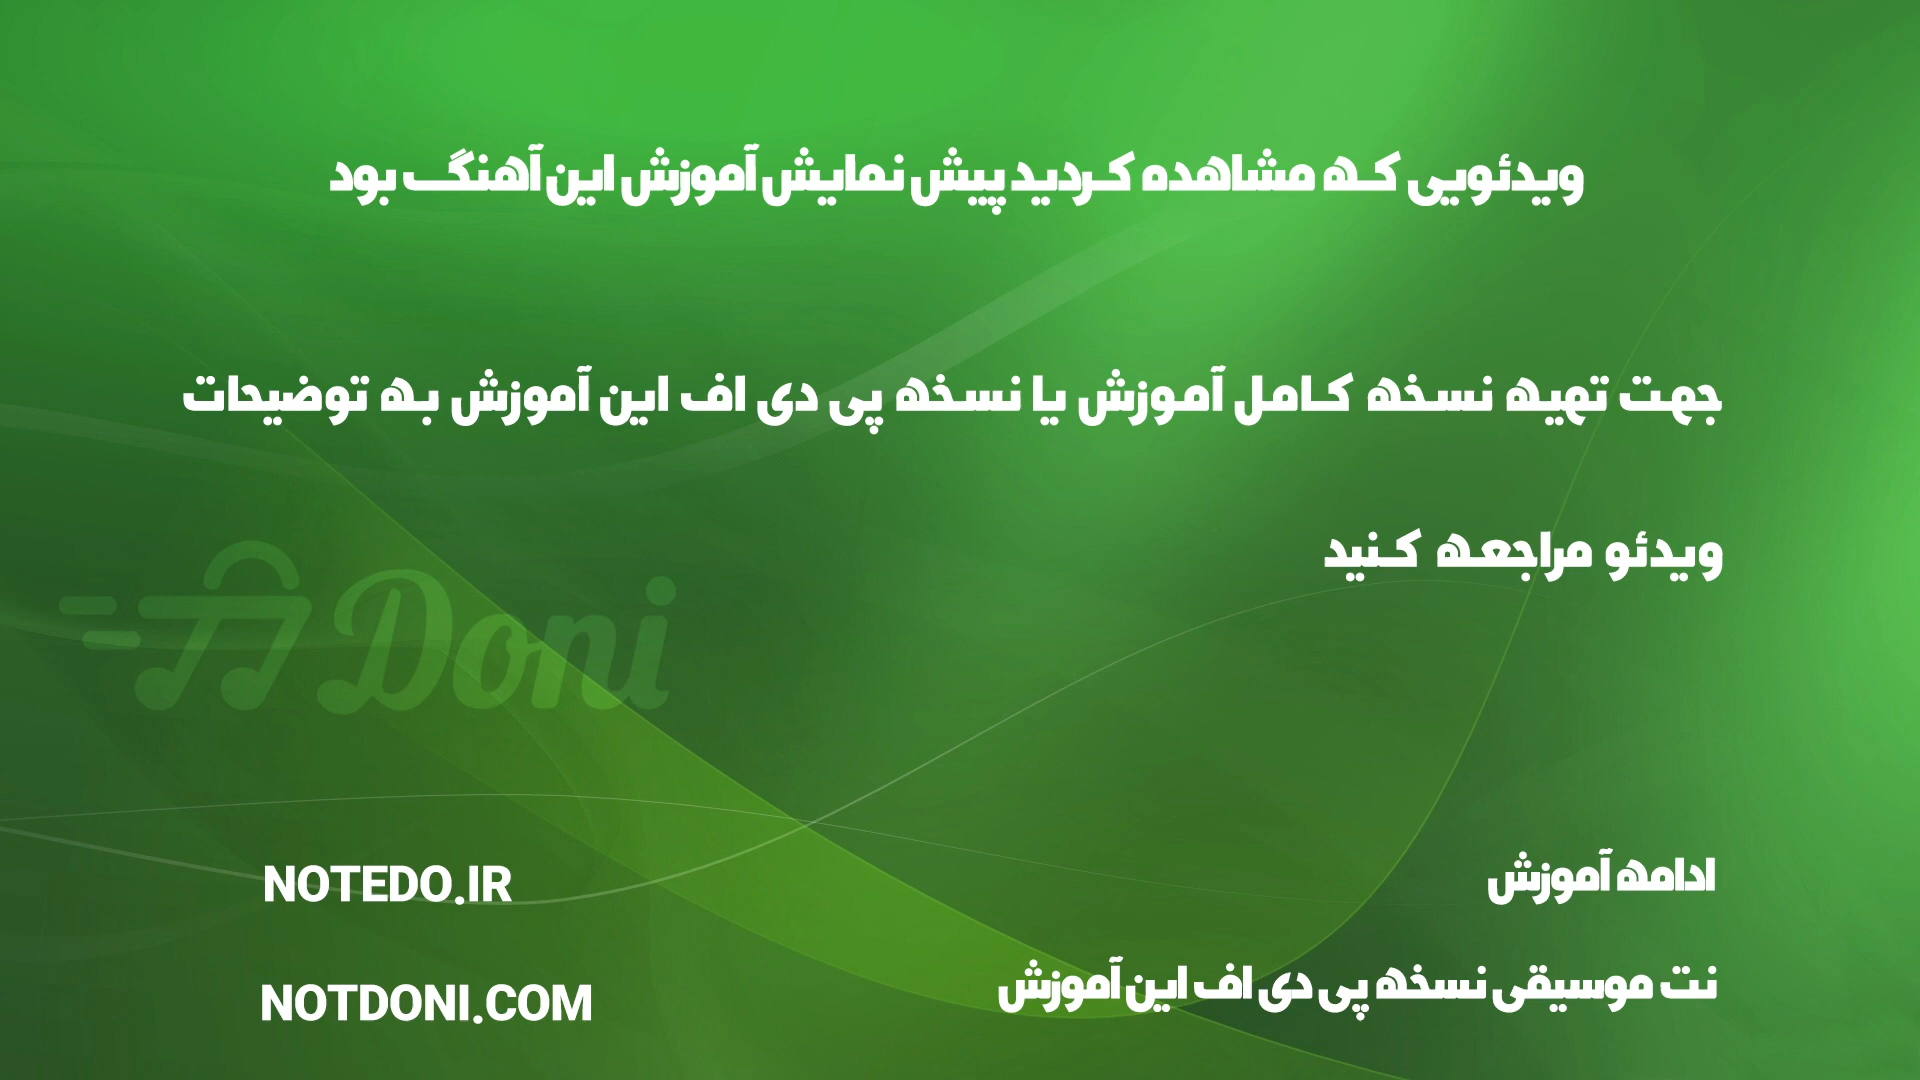 ویدئویی که مشاهده کردید پیش نمایش آموزش این آهنگ بود
جهت تهیه نسخه کامل آموزش یا نسخه پی دی اف این آموزش به توضیحات
ویدئو مراجعه کنید
Doni
ادامه آموزش
NOTEDO.IR
نت موسیقی نسخه پی دی اف این آموزش
NOTDONI.COM